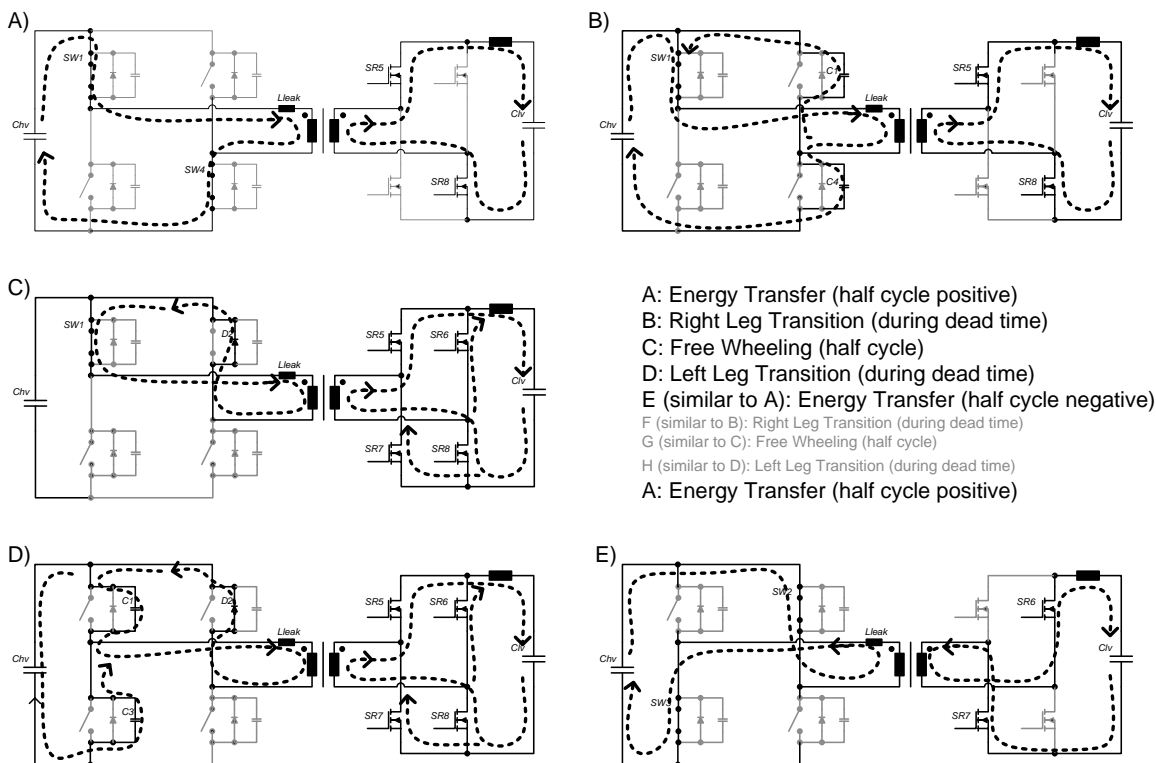 A)
SW1
Lleak
Chv
SW4
SR5
Clv
SR8
B)
SW1
C1
Lleak
Chv
C4
SR5
Clv
SR8
C)
SW1
D2
Lleak
Chv
SR5
SR6
Clv
SR7
SR8
A: Energy Transfer (half cycle positive)
B: Right Leg Transition (during dead time)
C: Free Wheeling (half cycle)
D: Left Leg Transition (during dead time)
E (similar to A): Energy Transfer (half cycle negative)
F (similar to B): Right Leg Transition (during dead time)
G (similar to C): Free Wheeling (half cycle)
H (similar to D): Left Leg Transition (during dead time)
A: Energy Transfer (half cycle positive)
D)
C1
D2
Lleak
Chv
C3
SR5
SR6
Clv
SR7
SR8
E)
SW2
Lleak
Chv
SW3
SR6
Clv
SR7